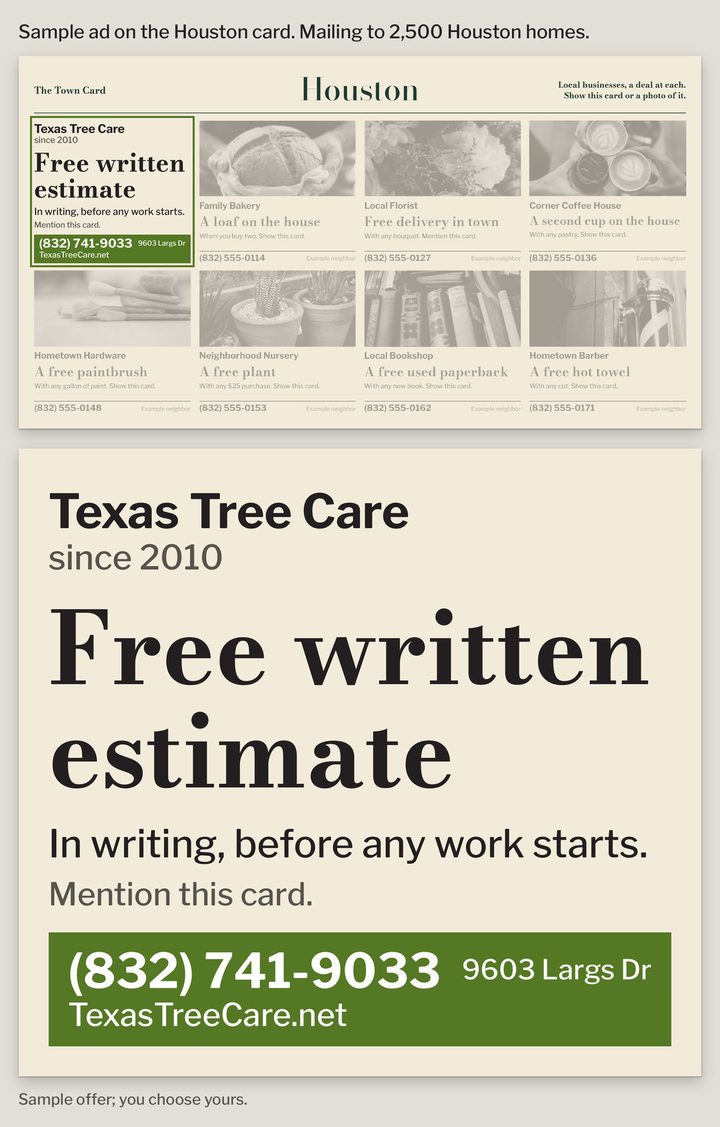 Sample ad on the Houston card. Mailing to 2,500 Houston homes.
The Town Card
Houston
Local businesses, a deal at each.
Show this card or a photo of it.
Texas Tree Care
since 2010
Free written
estimate
In writing, before any work starts.
Mention this card.
(832) 741-9033 9603 Largs Dr
TexasTreeCare.net
Family Bakery
A loaf on the house
When you buy two. Show this card.
(832) 555-0114 Example neighbor
Local Florist
Free delivery in town
With any bouquet. Mention this card.
(832) 555-0127 Example neighbor
Corner Coffee House
A second cup on the house
With any pastry. Show this card.
(832) 555-0136 Example neighbor
Hometown Hardware
A free paintbrush
With any gallon of paint. Show this card.
(832) 555-0148 Example neighbor
Neighborhood Nursery
A free plant
With any $25 purchase. Show this card.
(832) 555-0153 Example neighbor
Local Bookshop
A free used paperback
With any new book. Show this card.
(832) 555-0162 Example neighbor
Hometown Barber
A free hot towel
With any cut. Show this card.
(832) 555-0171 Example neighbor
Texas Tree Care
since 2010
Free written
estimate
In writing, before any work starts.
Mention this card.
(832) 741-9033 9603 Largs Dr
TexasTreeCare.net
Sample offer; you choose yours.